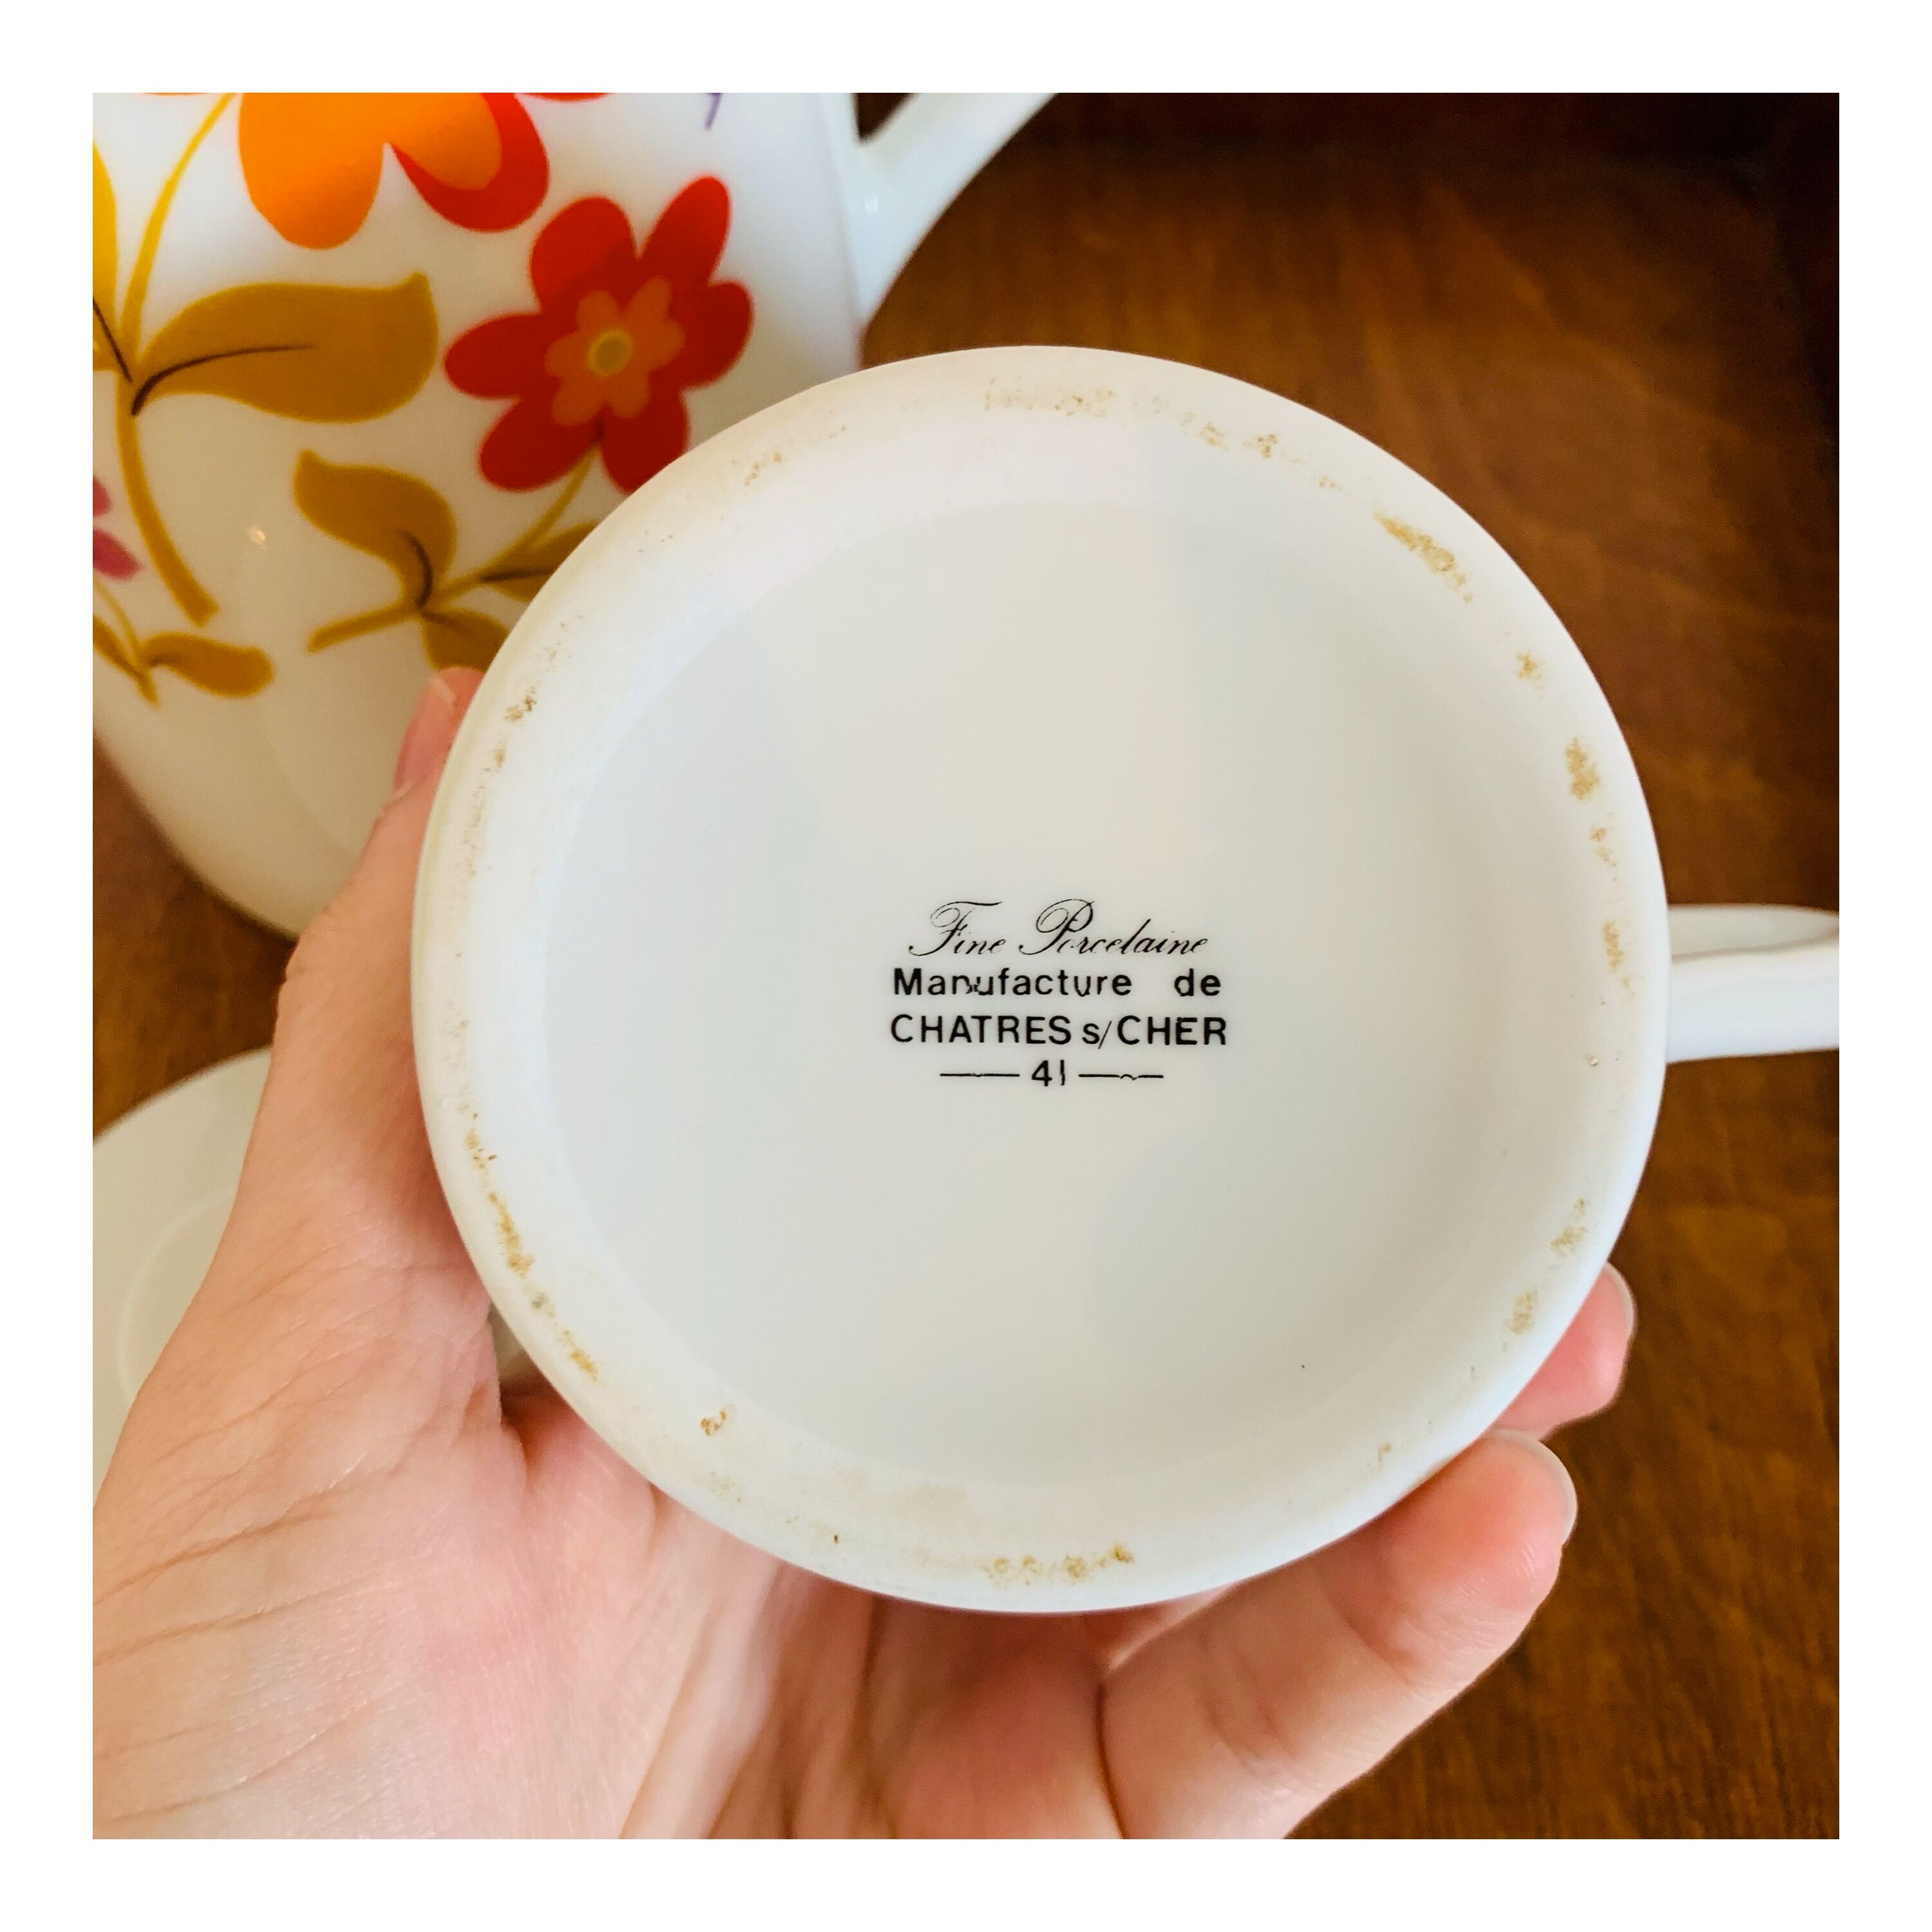 Fine Porcelaine
Manufacture de
CHATRES s/CHER
41